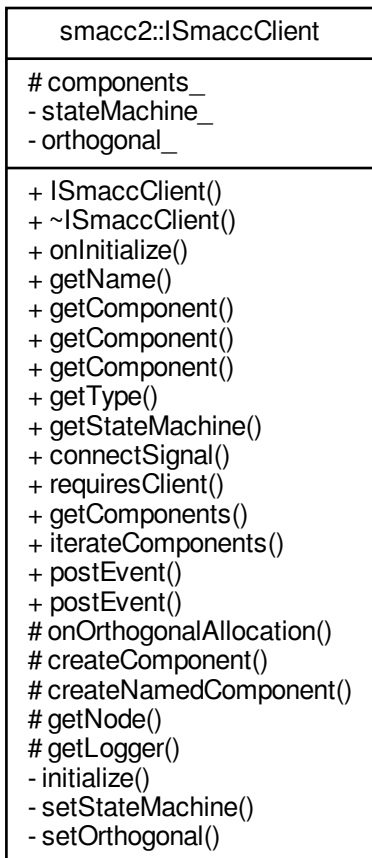 smacc2::ISmaccClient
# components_
- stateMachine_
- orthogonal_
+ ISmaccClient()
+ ~ISmaccClient()
+ onInitialize()
+ getName()
+ getComponent()
+ getComponent()
+ getComponent()
+ getType()
+ getStateMachine()
+ connectSignal()
+ requiresClient()
+ getComponents()
+ iterateComponents()
+ postEvent()
+ postEvent()
# onOrthogonalAllocation()
# createComponent()
# createNamedComponent()
# getNode()
# getLogger()
- initialize()
- setStateMachine()
- setOrthogonal()